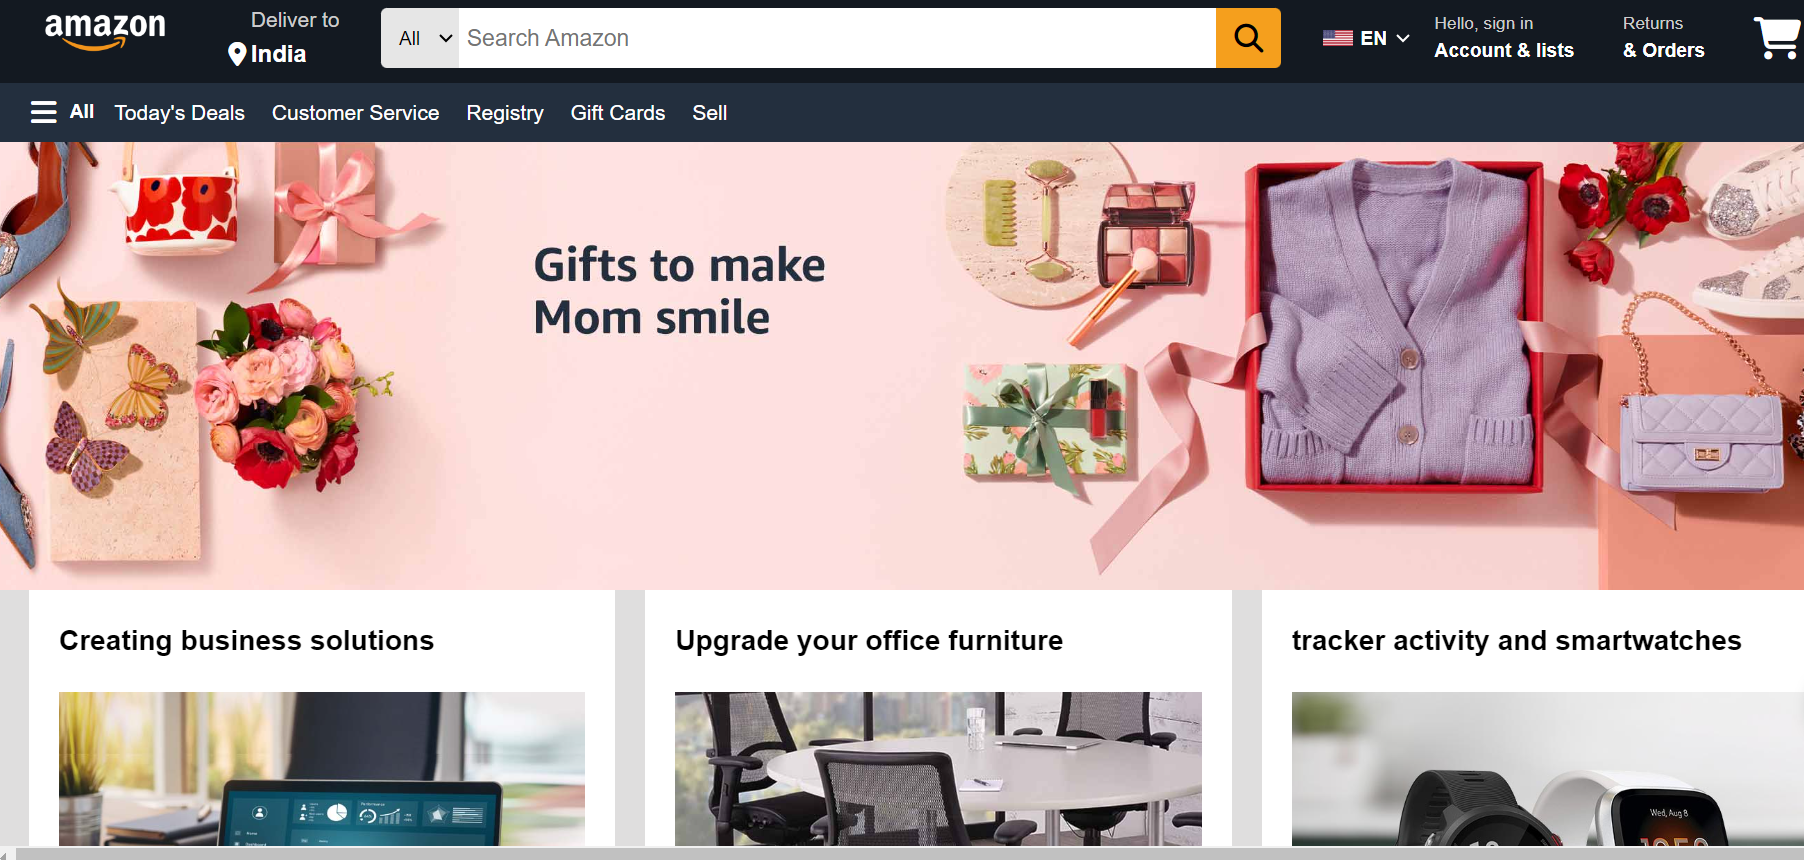 amazon
Deliver to
India
All
Search Amazon
EN
Hello, sign in
Account & lists
Returns
& Orders
All
Today's Deals
Customer Service
Registry
Gift Cards
Sell
Gifts to make
Mom smile
Creating business solutions
Upgrade your office furniture
tracker activity and smartwatches
Wed, Aug 8